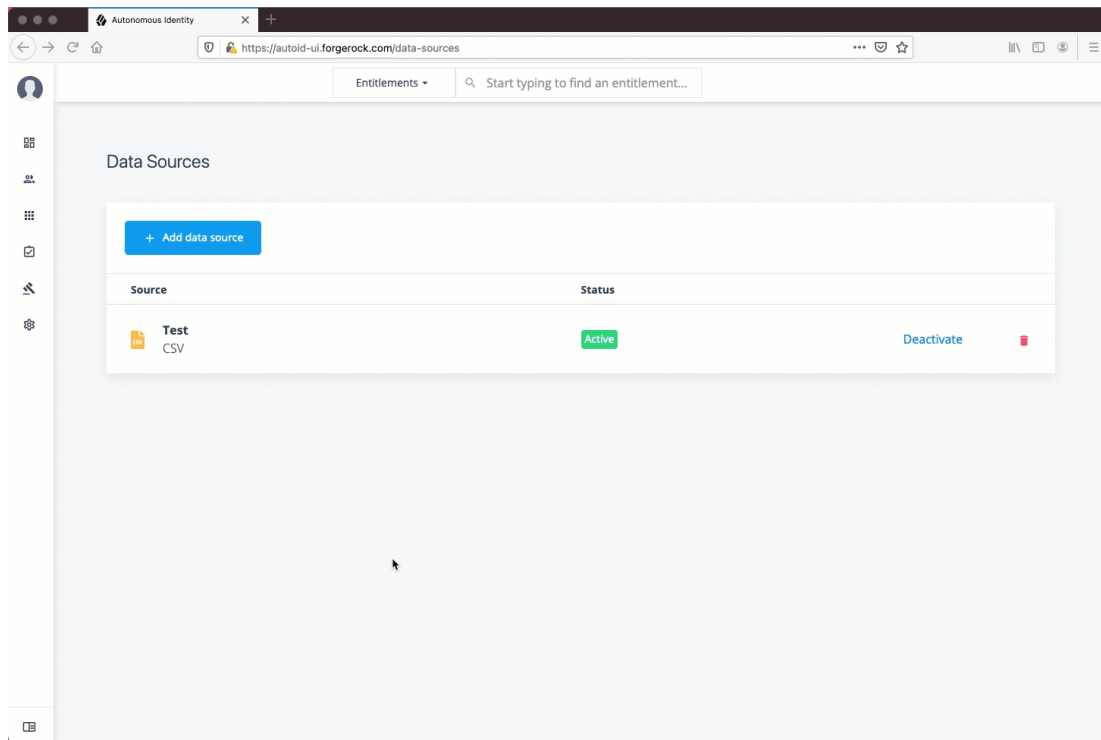 Autonomous Identity
https://autoid-ui.forgerock.com/data-sources
Entitlements
Start typing to find an entitlement...
Data Sources
+ Add data source
Source Status
Test
CSV
CSV
Active
Deactivate